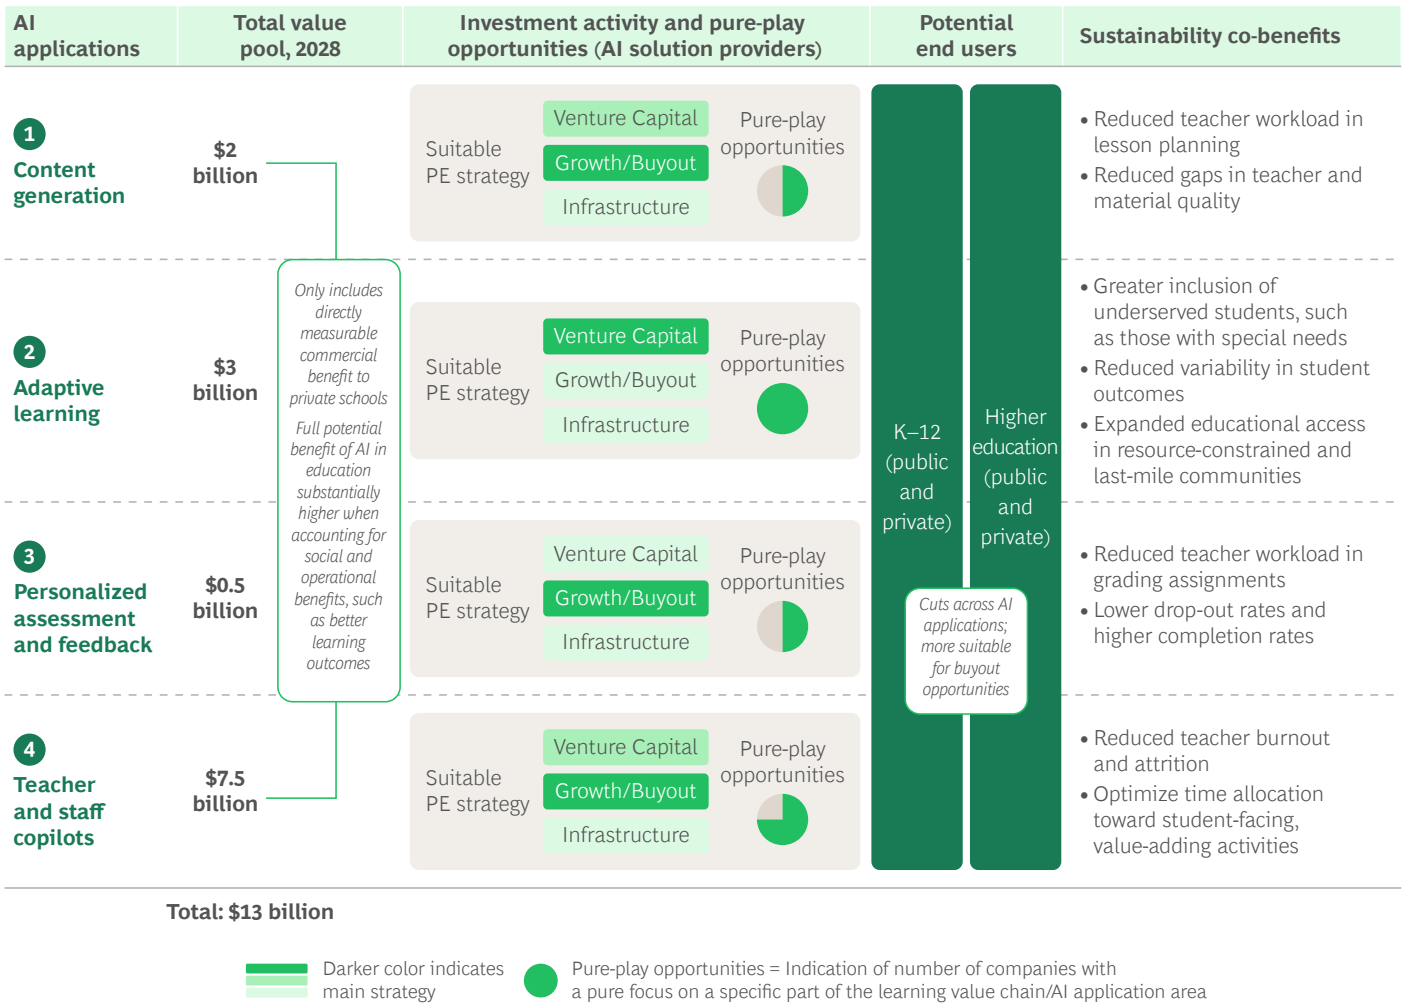 AI
applications
Total value
pool, 2028
Investment activity and pure-play
opportunities (AI solution providers)
Potential
end users
Sustainability co-benefits
1
Content
generation
$2
billion
Suitable
PE strategy
Venture Capital
Growth/Buyout
Infrastructure
Pure-play
opportunities
• Reduced teacher workload in
lesson planning
• Reduced gaps in teacher and
material quality
2
Adaptive
learning
$3
billion
Only includes
directly
measurable
commercial
benefit to
private schools
Full potential
benefit of AI in
education
substantially
higher when
accounting for
social and
operational
benefits, such
as better
learning
outcomes
Suitable
PE strategy
Venture Capital
Growth/Buyout
Infrastructure
Pure-play
opportunities
K–12
(public
and
private)
Higher
education
(public
and
private)
• Greater inclusion of
underserved students, such
as those with special needs
• Reduced variability in student
outcomes
• Expanded educational access
in resource-constrained and
last-mile communities
3
Personalized
assessment
and feedback
$0.5
billion
Suitable
PE strategy
Venture Capital
Growth/Buyout
Infrastructure
Pure-play
opportunities
Cuts across AI
applications;
more suitable
for buyout
opportunities
• Reduced teacher workload in
grading assignments
• Lower drop-out rates and
higher completion rates
4
Teacher
and staff
copilots
$7.5
billion
Suitable
PE strategy
Venture Capital
Growth/Buyout
Infrastructure
Pure-play
opportunities
• Reduced teacher burnout
and attrition
• Optimize time allocation
toward student-facing,
value-adding activities
Total: $13 billion
Darker color indicates
main strategy
Pure-play opportunities = Indication of number of companies with
a pure focus on a specific part of the learning value chain/AI application area